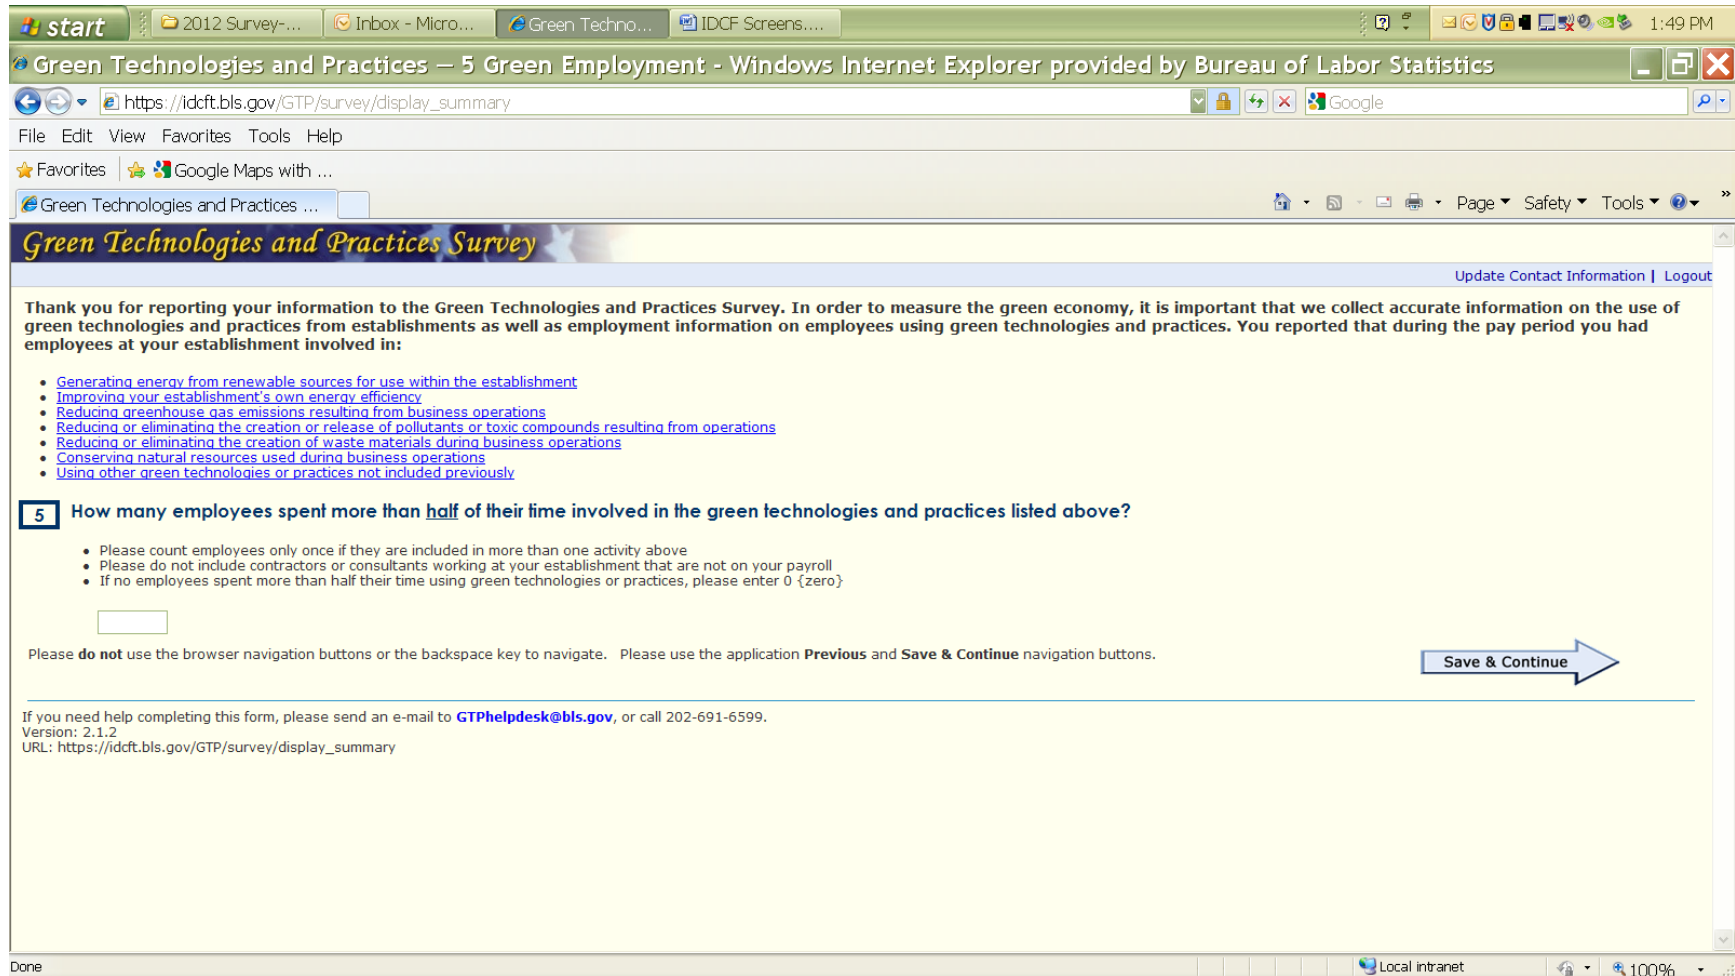 start 2012 Survey-... Inbox - Micro... Green Techno... IDCF Screens.... 1:49 PM
Green Technologies and Practices — 5 Green Employment - Windows Internet Explorer provided by Bureau of Labor Statistics
https://idcft.bls.gov/GTP/survey/display_summary Google
File Edit View Favorites Tools Help
Favorites Google Maps with ...
Green Technologies and Practices ... Page Safety Tools »
Green Technologies and Practices Survey
Update Contact Information | Logout
Thank you for reporting your information to the Green Technologies and Practices Survey. In order to measure the green economy, it is important that we collect accurate information on the use of
green technologies and practices from establishments as well as employment information on employees using green technologies and practices. You reported that during the pay period you had
employees at your establishment involved in:
• Generating energy from renewable sources for use within the establishment
• Improving your establishment's own energy efficiency
• Reducing greenhouse gas emissions resulting from business operations
• Reducing or eliminating the creation or release of pollutants or toxic compounds resulting from operations
• Reducing or eliminating the creation of waste materials during business operations
• Conserving natural resources used during business operations
• Using other green technologies or practices not included previously
5 How many employees spent more than half of their time involved in the green technologies and practices listed above?
• Please count employees only once if they are included in more than one activity above
• Please do not include contractors or consultants working at your establishment that are not on your payroll
• If no employees spent more than half their time using green technologies or practices, please enter 0 {zero}
Please do not use the browser navigation buttons or the backspace key to navigate. Please use the application Previous and Save & Continue navigation buttons.
Save & Continue
If you need help completing this form, please send an e-mail to GTPhelpdesk@bls.gov, or call 202-691-6599.
Version: 2.1.2
URL: https://idcft.bls.gov/GTP/survey/display_summary
Done Local intranet 100%